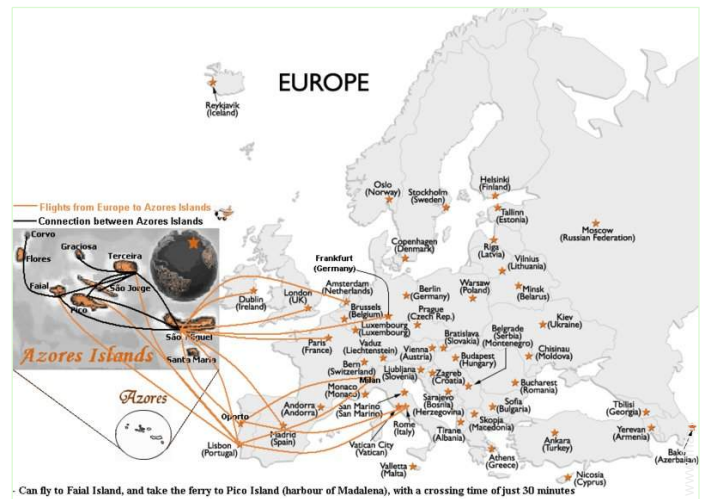 EUROPE
Reykjavik
(Iceland)
Flights from Europe to Azores Islands
Connection between Azores Islands
Corvo
Flores
Graciosa
Terceira
Faial
São Jorge
Pico
São Miguel
Santa Maria
Azores Islands
Azores
Oslo
(Norway)
Stockholm
(Sweden)
Helsinki
(Finland)
Tallinn
(Estonia)
Moscow
(Russian Federation)
Riga
(Latvia)
Vilnius
(Lithuania)
Minsk
(Belarus)
Copenhagen
(Denmark)
Frankfurt
(Germany)
Dublin
(Ireland)
London
(UK)
Amsterdam
(Netherlands)
Brussels
(Belgium)
Luxembourg
(Luxembourg)
Berlin
(Germany)
Warsaw
(Poland)
Prague
(Czech Rep.)
Kiev
(Ukraine)
Paris
(France)
Vaduz
(Liechtenstein)
Vienna
(Austria)
Bratislava
(Slovakia)
Belgrade
(Serbia)
(Montenegro)
Budapest
(Hungary)
Chisinau
(Moldova)
Bern
(Switzerland)
Ljubljana
(Slovenia)
Zagreb
(Croatia)
Milan
Monaco
(Monaco)
Bucharest
(Romania)
Andorra
(Andorra)
San Marino
(San Marino)
Sarajevo
(Bosnia)
(Herzegovina)
Sofia
(Bulgaria)
Oporto
Lisbon
(Portugal)
Madrid
(Spain)
Vatican City
(Vatican)
Rome
(Italy)
Tirane
(Albania)
Skopja
(Macedonia)
Tbilisi
(Georgia)
Yerevan
(Armenia)
Baku
(Azerbaijan)
Ankara
(Turkey)
Athens
(Greece)
Valletta
(Malta)
Nicosia
(Cyprus)
- Can fly to Faial Island, and take the ferry to Pico Island (harbour of Madalena), with a crossing time of just 30 minutes